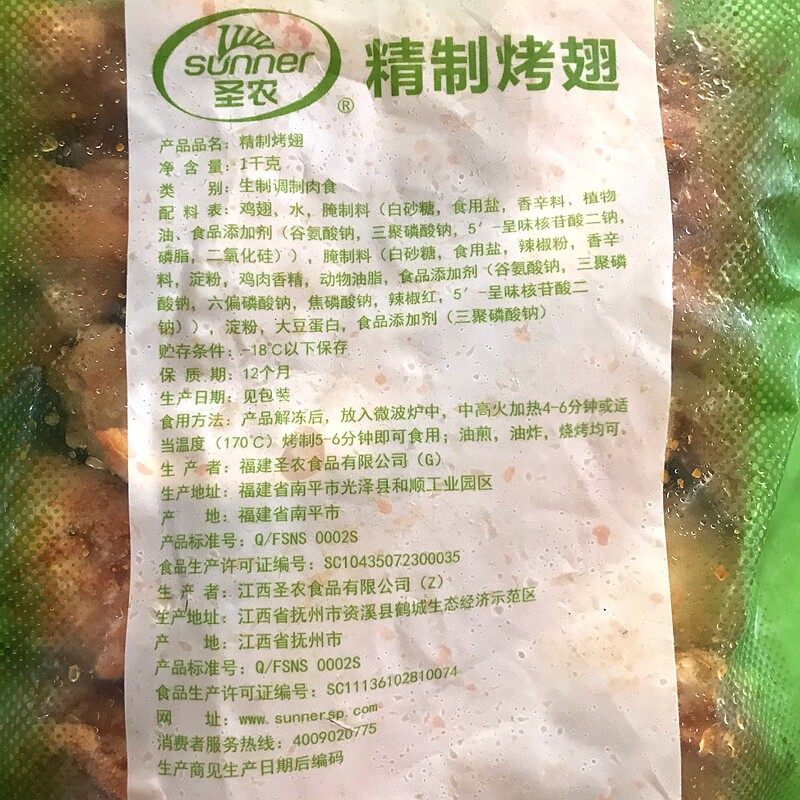 sunner
圣农
®
精制烤翅
产品品名：精制烤翅
净含量：1千克
类别：生制调制肉食
配料表：鸡翅、水，腌制料（白砂糖，食用盐，香辛料、植物
油、食品添加剂（谷氨酸钠，三聚磷酸钠，5′-呈味核苷酸二钠，
磷脂，二氧化硅）），腌制料（白砂糖，食用盐，辣椒粉，香辛
料，淀粉，鸡肉香精，动物油脂，食品添加剂（谷氨酸钠，三聚磷
酸钠，六偏磷酸钠，焦磷酸钠，辣椒红，5′-呈味核苷酸二
钠）），淀粉，大豆蛋白，食品添加剂（三聚磷酸钠）
贮存条件：-18℃以下保存
保质期：12个月
生产日期：见包装
食用方法：产品解冻后，放入微波炉中，中高火加热4-6分钟或适
当温度（170℃）烤制5-6分钟即可食用；油煎，油炸，烧烤均可。
生产者：福建圣农食品有限公司（G）
生产地址：福建省南平市光泽县和顺工业园区
产地：福建省南平市
产品标准号：Q/FSNS 0002S
食品生产许可证编号：SC10435072300035
生产者：江西圣农食品有限公司（Z）
生产地址：江西省抚州市资溪县鹤城生态经济示范区
产地：江西省抚州市
产品标准号：Q/FSNS 0002S
食品生产许可证编号：SC11136102810074
网址：www.sunnersp.com
消费者服务热线：4009020775
生产商见生产日期后编码